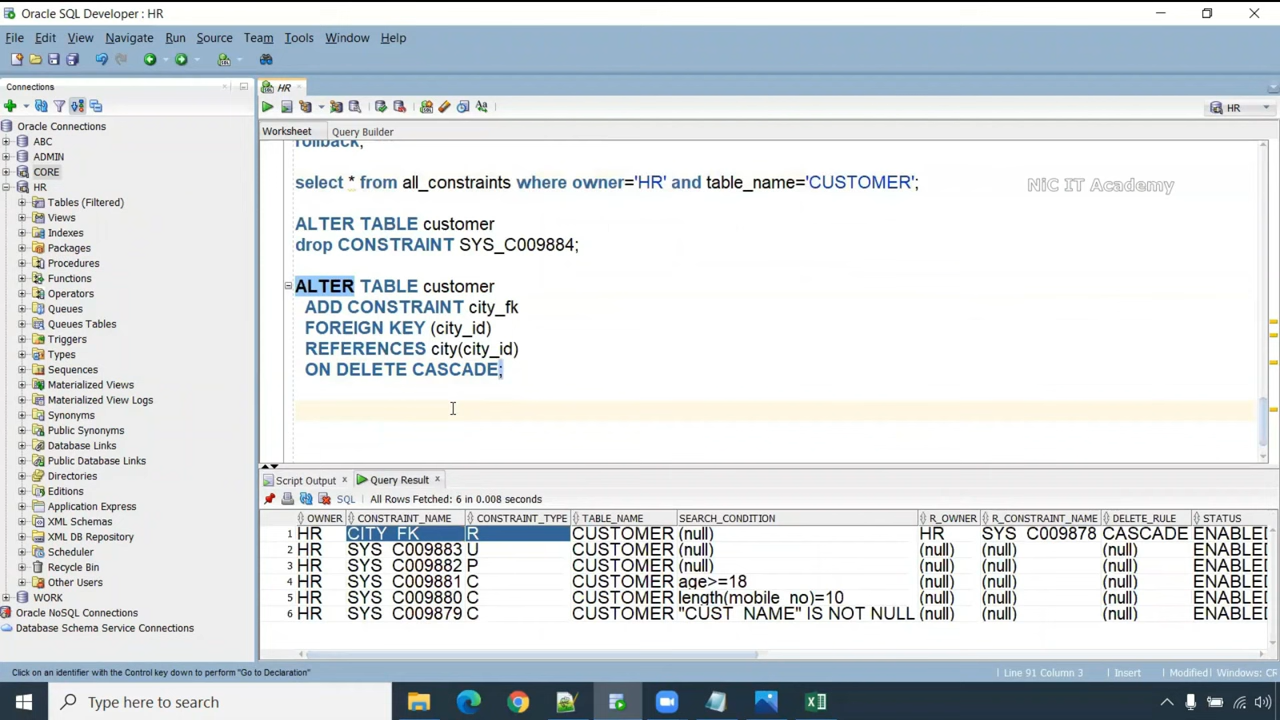 Oracle SQL Developer : HR
File Edit View Navigate Run Source Team Tools Window Help
Connections
HR
HR
Worksheet Query Builder
Oracle Connections
ABC
ADMIN
CORE
HR
Tables (Filtered)
Views
Indexes
Packages
Procedures
Functions
Operators
Queues
Queues Tables
Triggers
Types
Sequences
Materialized Views
Materialized View Logs
Synonyms
Public Synonyms
Database Links
Public Database Links
Directories
Editions
Application Express
XML Schemas
XML DB Repository
Scheduler
Recycle Bin
Other Users
WORK
Oracle NoSQL Connections
Database Schema Service Connections
rollback;
select * from all_constraints where owner='HR' and table_name='CUSTOMER';
NiC IT Academy
ALTER TABLE customer
drop CONSTRAINT SYS_C009884;
ALTER TABLE customer
ADD CONSTRAINT city_fk
FOREIGN KEY (city_id)
REFERENCES city(city_id)
ON DELETE CASCADE;
Script Output Query Result
SQL All Rows Fetched: 6 in 0.008 seconds
OWNER CONSTRAINT_NAME CONSTRAINT_TYPE TABLE_NAME SEARCH_CONDITION R_OWNER R_CONSTRAINT_NAME DELETE_RULE STATUS
1 HR CITY_FK R CUSTOMER (null) HR SYS_C009878 CASCADE ENABLED
2 HR SYS_C009883 U CUSTOMER (null) (null) (null) (null) ENABLED
3 HR SYS_C009882 P CUSTOMER (null) (null) (null) (null) ENABLED
4 HR SYS_C009881 C CUSTOMER age>=18 (null) (null) (null) ENABLED
5 HR SYS_C009880 C CUSTOMER length(mobile_no)=10 (null) (null) (null) ENABLED
6 HR SYS_C009879 C CUSTOMER "CUST_NAME" IS NOT NULL (null) (null) (null) ENABLED
Click on an identifier with the Control key down to perform "Go to Declaration"
Line 91 Column 3 Insert Modified Windows: CF
Type here to search